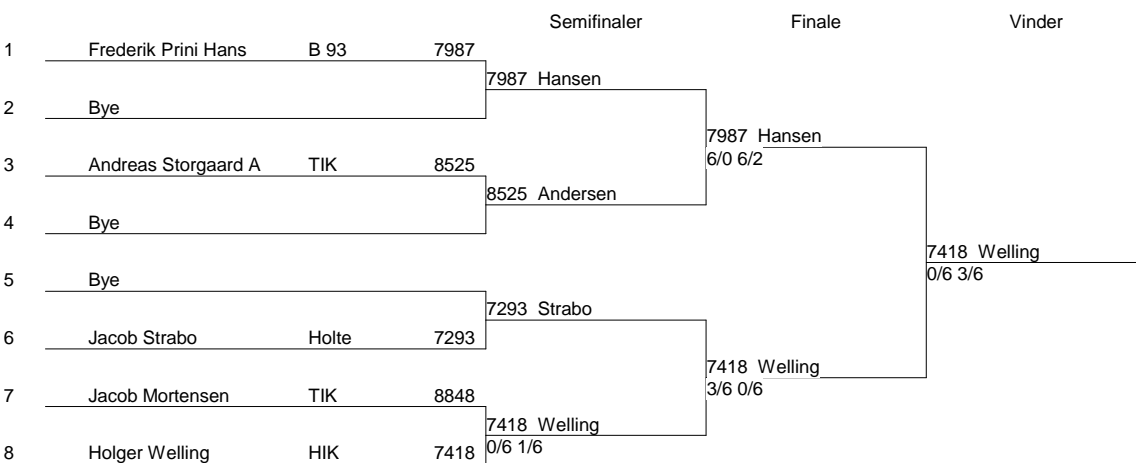 Semifinaler Finale Vinder
1 Frederik Prini Hans B 93 7987
7987 Hansen
2 Bye
7987 Hansen
6/0 6/2
3 Andreas Storgaard A TIK 8525
8525 Andersen
4 Bye
7418 Welling
0/6 3/6
5 Bye
7293 Strabo
6 Jacob Strabo Holte 7293
7418 Welling
3/6 0/6
7 Jacob Mortensen TIK 8848
7418 Welling
0/6 1/6
8 Holger Welling HIK 7418